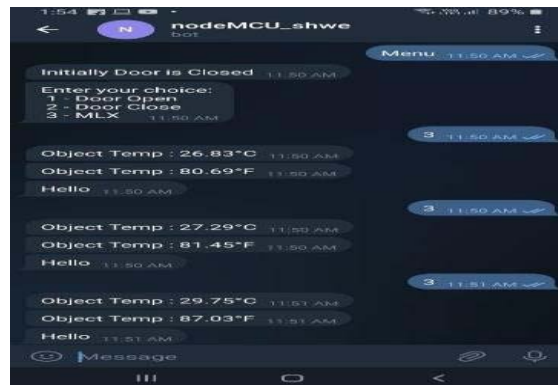 1:54 89%
N nodeMCU_shwe
bot
Menu 11:50 AM
Initially Door is Closed 11:50 AM
Enter your choice:
1 - Door Open
2 - Door Close
3 - MLX 11:50 AM
3 11:50 AM
Object Temp : 26.83°C 11:50 AM
Object Temp : 80.69°F 11:50 AM
Hello 11:50 AM
3 11:50 AM
Object Temp : 27.29°C 11:50 AM
Object Temp : 81.45°F 11:50 AM
Hello 11:50 AM
3 11:51 AM
Object Temp : 29.75°C 11:51 AM
Object Temp : 87.03°F 11:51 AM
Hello 11:51 AM
Message